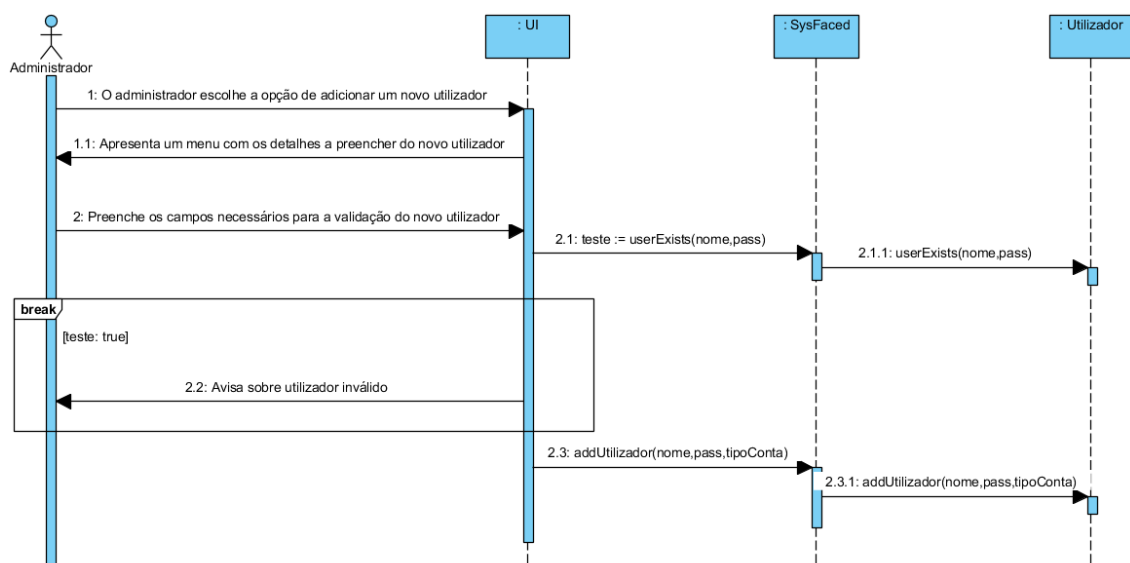 : UI
: SysFaced
: Utilizador
Administrador
1: O administrador escolhe a opção de adicionar um novo utilizador
1.1: Apresenta um menu com os detalhes a preencher do novo utilizador
2: Preenche os campos necessários para a validação do novo utilizador
2.1: teste := userExists(nome,pass)
2.1.1: userExists(nome,pass)
break
[teste: true]
2.2: Avisa sobre utilizador inválido
2.3: addUtilizador(nome,pass,tipoConta)
2.3.1: addUtilizador(nome,pass,tipoConta)